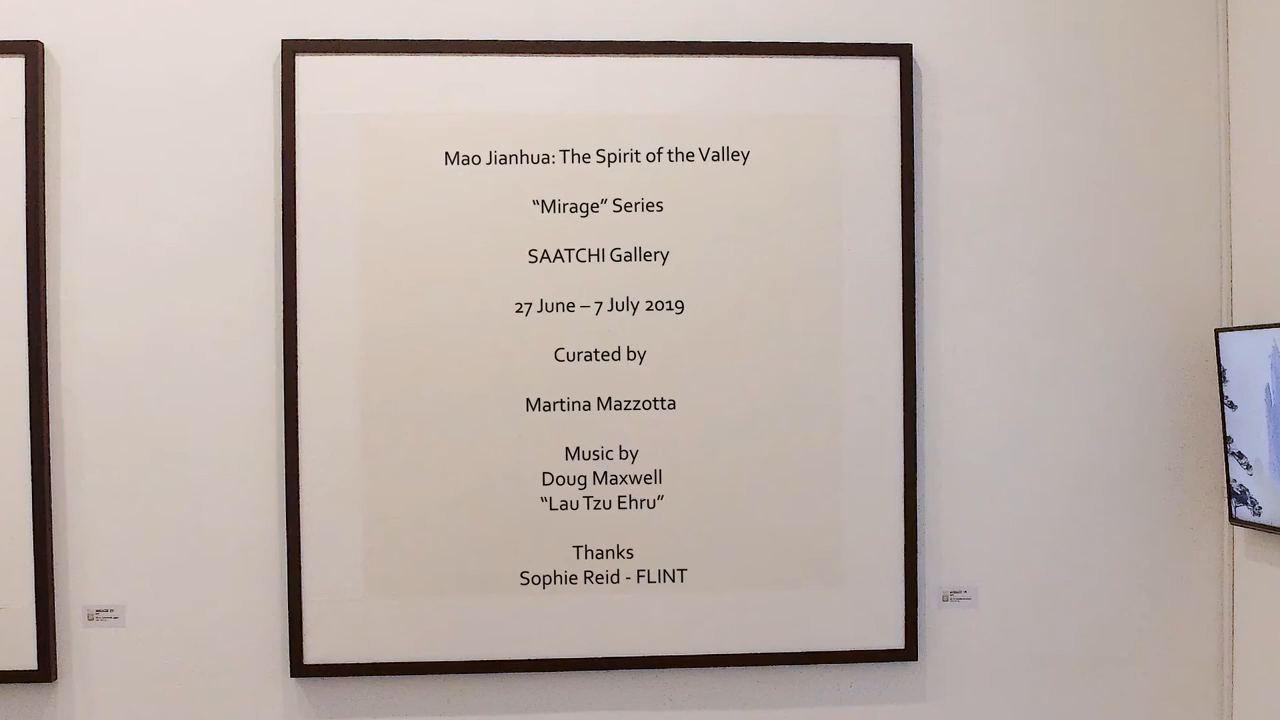 Mao Jianhua: The Spirit of the Valley
“Mirage” Series
SAATCHI Gallery
27 June – 7 July 2019
Curated by
Martina Mazzotta
Music by
Doug Maxwell
“Lau Tzu Ehru”
Thanks
Sophie Reid - FLINT